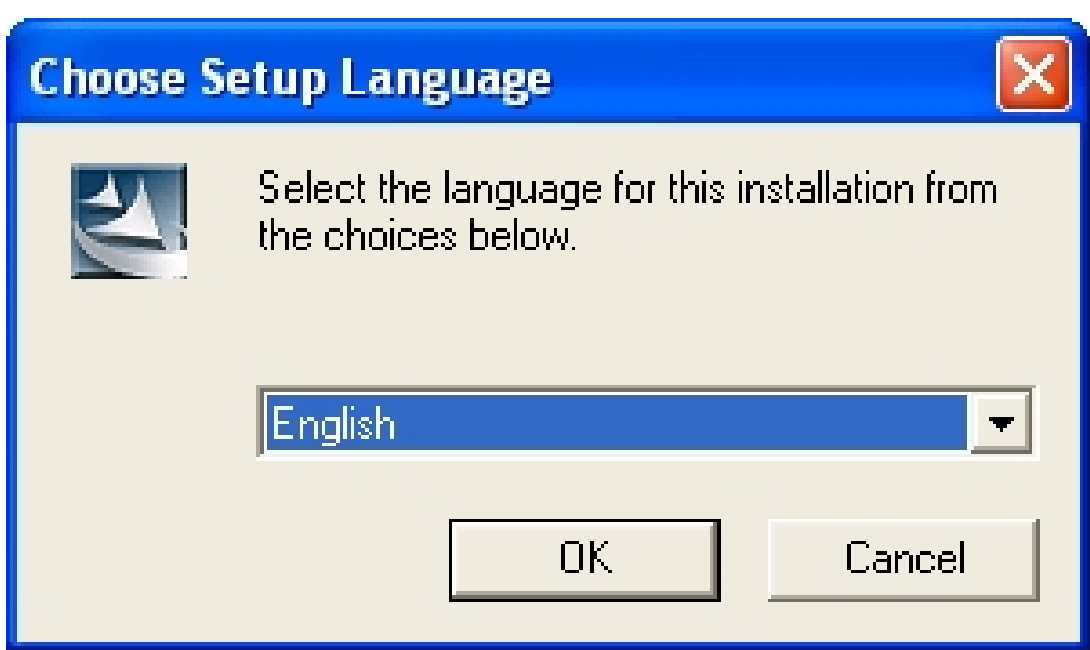 Choose Setup Language
Select the language for this installation from
the choices below.
English
OK
Cancel